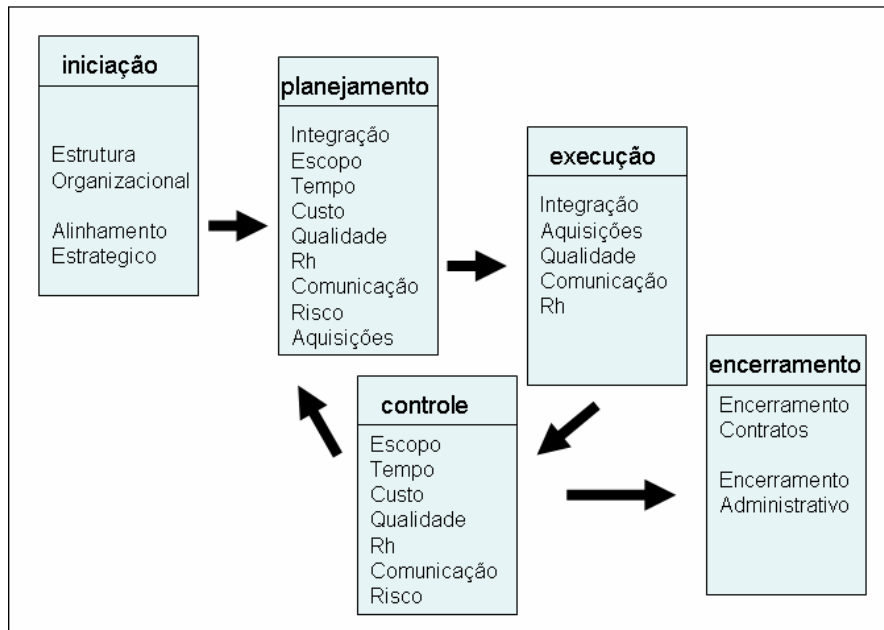 iniciação
Estrutura
Organizacional
Alinhamento
Estrategico
planejamento
Integração
Escopo
Tempo
Custo
Qualidade
Rh
Comunicação
Risco
Aquisições
execução
Integração
Aquisições
Qualidade
Comunicação
Rh
controle
Escopo
Tempo
Custo
Qualidade
Rh
Comunicação
Risco
encerramento
Encerramento
Contratos
Encerramento
Administrativo